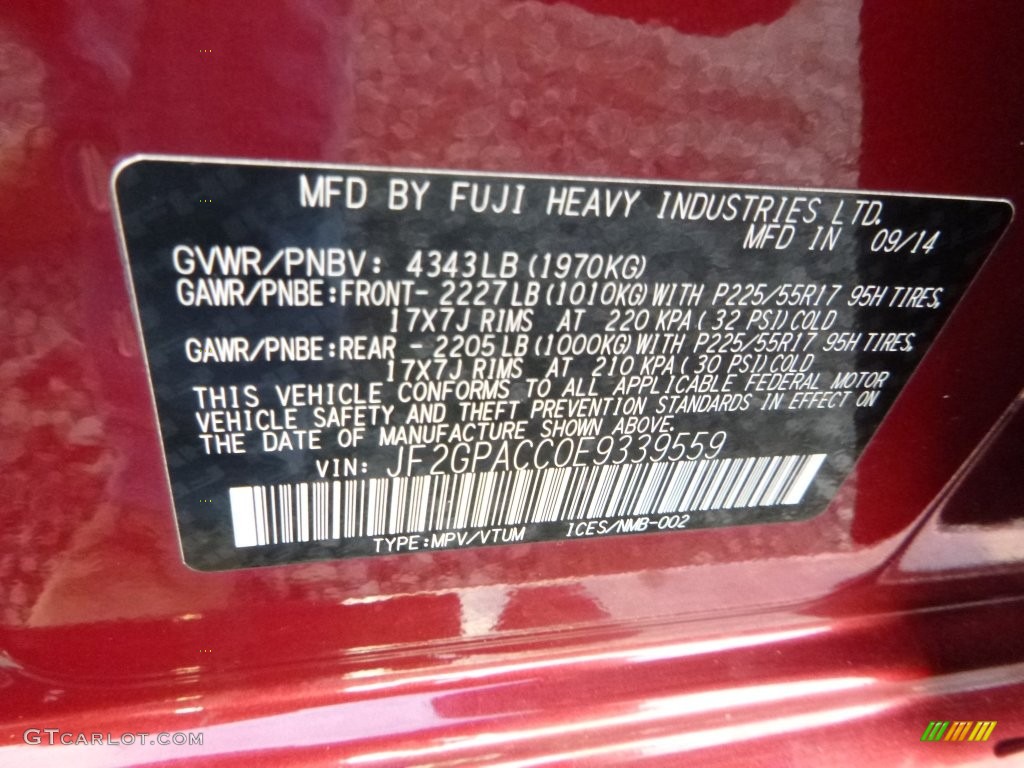 MFD BY FUJI HEAVY INDUSTRIES LTD.
MFD IN 09/14
GVWR/PNBV: 4343LB (1970KG)
GAWR/PNBE:FRONT- 2227LB (1010KG) WITH P225/55R17 95H TIRES,
17X7J RIMS AT 220 KPA ( 32 PSI) COLD
GAWR/PNBE:REAR - 2205LB (1000KG) WITH P225/55R17 95H TIRES,
17X7J RIMS AT 210 KPA ( 30 PSI) COLD
THIS VEHICLE CONFORMS TO ALL APPLICABLE FEDERAL MOTOR
VEHICLE SAFETY AND THEFT PREVENTION STANDARDS IN EFFECT ON
THE DATE OF MANUFACTURE SHOWN ABOVE.
VIN: JF2GPACC0E9339559
TYPE:MPV/VTUM ICES/NMB-002
GTCARLOT.COM